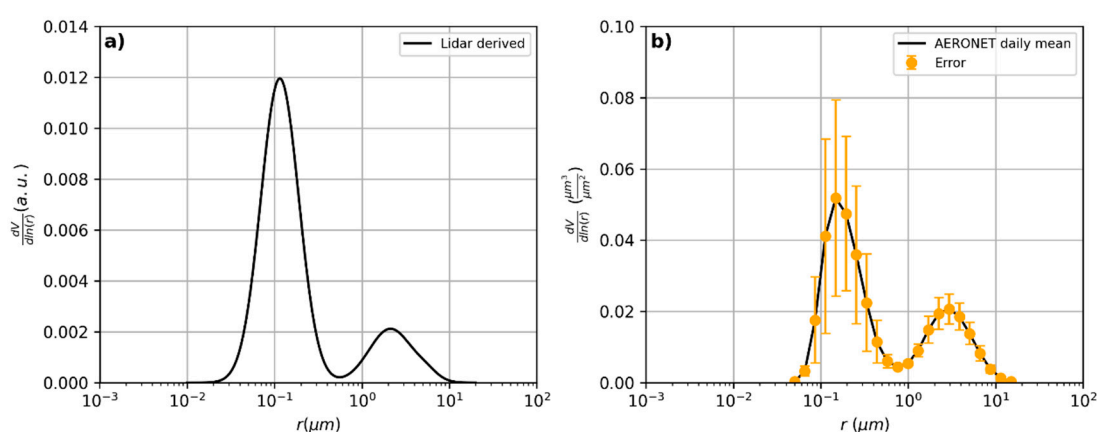 a)
Lidar derived
0.014
0.012
0.010
0.008
0.006
0.004
0.002
0.000
dV/dln(r) (a.u.)
10⁻³ 10⁻² 10⁻¹ 10⁰ 10¹ 10²
r(μm)
b)
AERONET daily mean
Error
0.10
0.08
0.06
0.04
0.02
0.00
dV/dln(r) (μm³/μm²)
10⁻³ 10⁻² 10⁻¹ 10⁰ 10¹ 10²
r (μm)